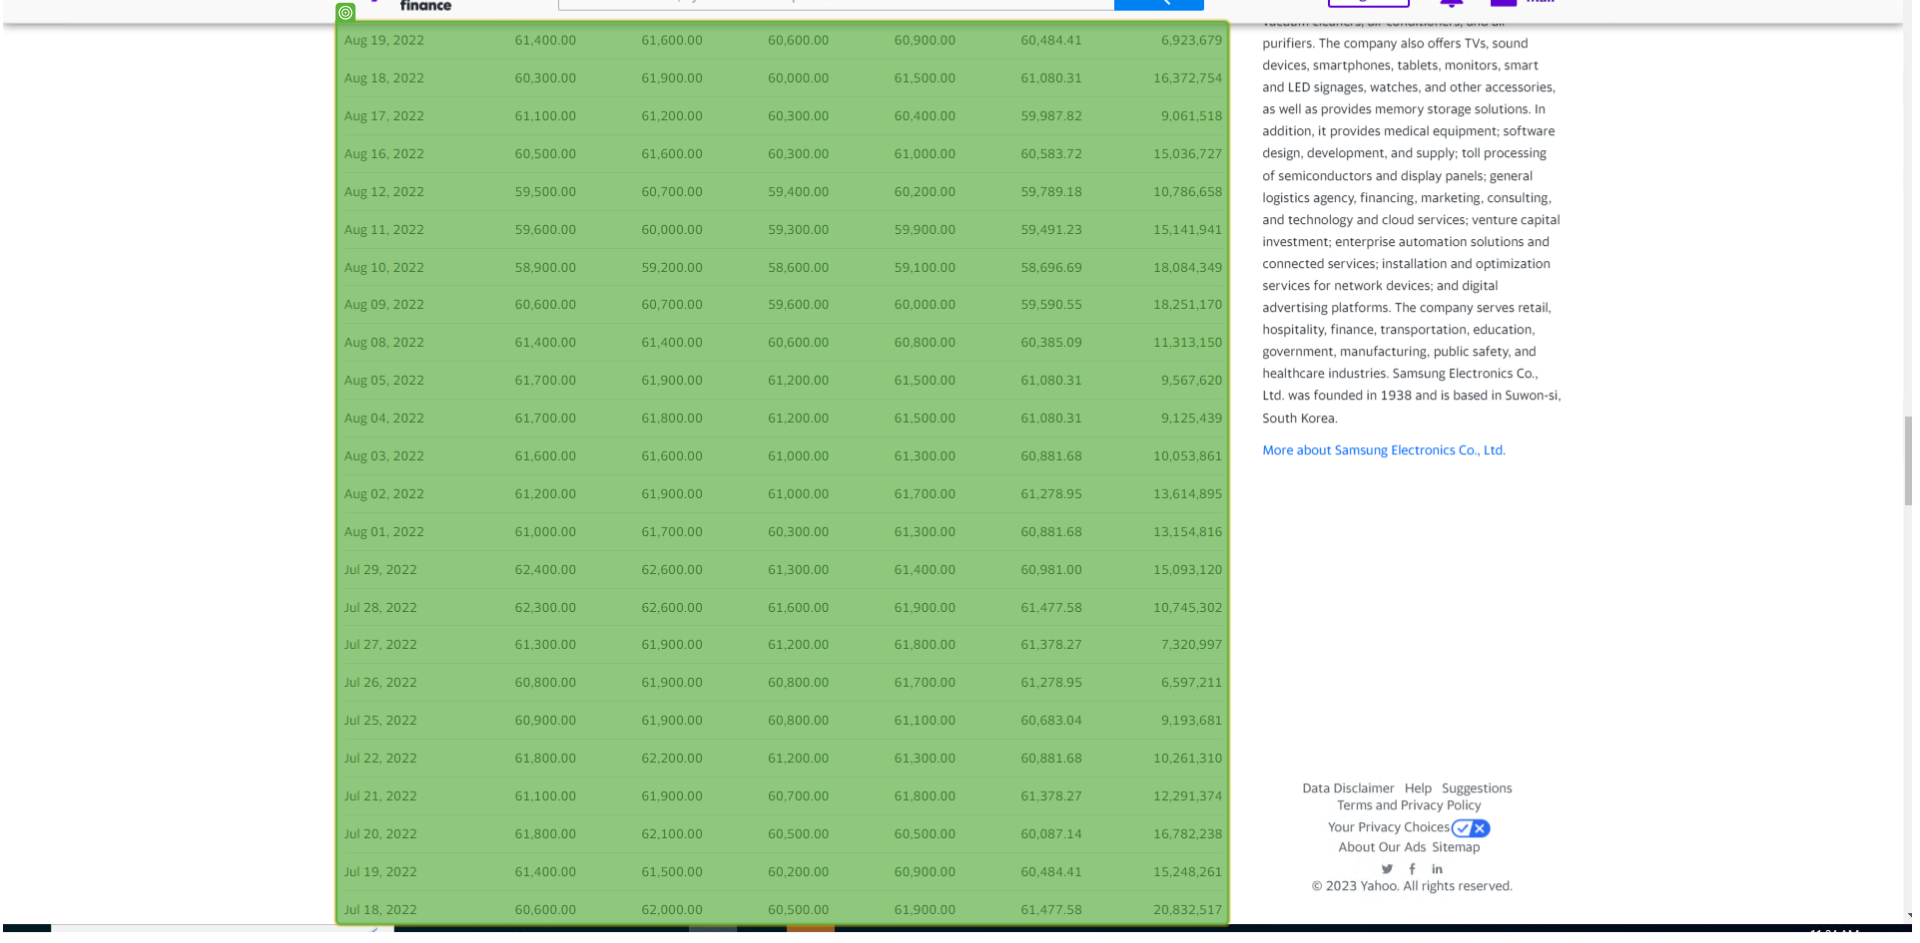 finance
Aug 19, 2022 61,400.00 61,600.00 60,600.00 60,900.00 60,484.41 6,923,679
Aug 18, 2022 60,300.00 61,900.00 60,000.00 61,500.00 61,080.31 16,372,754
Aug 17, 2022 61,100.00 61,200.00 60,300.00 60,400.00 59,987.82 9,061,518
Aug 16, 2022 60,500.00 61,600.00 60,300.00 61,000.00 60,583.72 15,036,727
Aug 12, 2022 59,500.00 60,700.00 59,400.00 60,200.00 59,789.18 10,786,658
Aug 11, 2022 59,600.00 60,000.00 59,300.00 59,900.00 59,491.23 15,141,941
Aug 10, 2022 58,900.00 59,200.00 58,600.00 59,100.00 58,696.69 18,084,349
Aug 09, 2022 60,600.00 60,700.00 59,600.00 60,000.00 59,590.55 18,251,170
Aug 08, 2022 61,400.00 61,400.00 60,600.00 60,800.00 60,385.09 11,313,150
Aug 05, 2022 61,700.00 61,900.00 61,200.00 61,500.00 61,080.31 9,567,620
Aug 04, 2022 61,700.00 61,800.00 61,200.00 61,500.00 61,080.31 9,125,439
Aug 03, 2022 61,600.00 61,600.00 61,000.00 61,300.00 60,881.68 10,053,861
Aug 02, 2022 61,200.00 61,900.00 61,000.00 61,700.00 61,278.95 13,614,895
Aug 01, 2022 61,000.00 61,700.00 60,300.00 61,300.00 60,881.68 13,154,816
Jul 29, 2022 62,400.00 62,600.00 61,300.00 61,400.00 60,981.00 15,093,120
Jul 28, 2022 62,300.00 62,600.00 61,600.00 61,900.00 61,477.58 10,745,302
Jul 27, 2022 61,300.00 61,900.00 61,200.00 61,800.00 61,378.27 7,320,997
Jul 26, 2022 60,800.00 61,900.00 60,800.00 61,700.00 61,278.95 6,597,211
Jul 25, 2022 60,900.00 61,900.00 60,800.00 61,100.00 60,683.04 9,193,681
Jul 22, 2022 61,800.00 62,200.00 61,200.00 61,300.00 60,881.68 10,261,310
Jul 21, 2022 61,100.00 61,900.00 60,700.00 61,800.00 61,378.27 12,291,374
Jul 20, 2022 61,800.00 62,100.00 60,500.00 60,500.00 60,087.14 16,782,238
Jul 19, 2022 61,400.00 61,500.00 60,200.00 60,900.00 60,484.41 15,248,261
Jul 18, 2022 60,600.00 62,000.00 60,500.00 61,900.00 61,477.58 20,832,517
purifiers. The company also offers TVs, sound
devices, smartphones, tablets, monitors, smart
and LED signages, watches, and other accessories,
as well as provides memory storage solutions. In
addition, it provides medical equipment; software
design, development, and supply; toll processing
of semiconductors and display panels; general
logistics agency, financing, marketing, consulting,
and technology and cloud services; venture capital
investment; enterprise automation solutions and
connected services; installation and optimization
services for network devices; and digital
advertising platforms. The company serves retail,
hospitality, finance, transportation, education,
government, manufacturing, public safety, and
healthcare industries. Samsung Electronics Co.,
Ltd. was founded in 1938 and is based in Suwon-si,
South Korea.
More about Samsung Electronics Co., Ltd.
Data Disclaimer Help Suggestions
Terms and Privacy Policy
Your Privacy Choices
About Our Ads Sitemap
© 2023 Yahoo. All rights reserved.